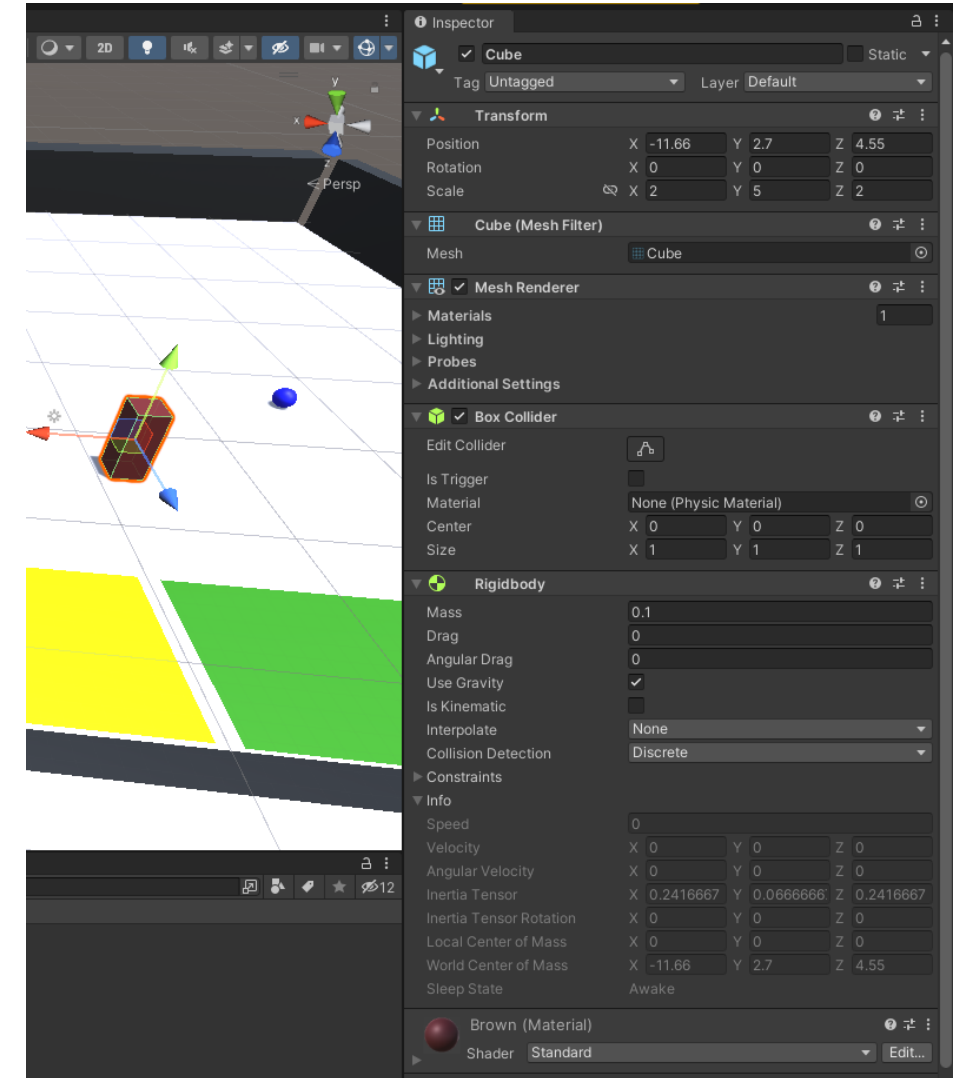 Inspector
2D
Cube
Static
Tag Untagged Layer Default
y
x
z
Persp
Transform
Position X -11.66 Y 2.7 Z 4.55
Rotation X 0 Y 0 Z 0
Scale X 2 Y 5 Z 2
Cube (Mesh Filter)
Mesh Cube
Mesh Renderer
Materials 1
Lighting
Probes
Additional Settings
Box Collider
Edit Collider
Is Trigger
Material None (Physic Material)
Center X 0 Y 0 Z 0
Size X 1 Y 1 Z 1
Rigidbody
Mass 0.1
Drag 0
Angular Drag 0
Use Gravity
Is Kinematic
Interpolate None
Collision Detection Discrete
Constraints
Info
Speed 0
Velocity X 0 Y 0 Z 0
Angular Velocity X 0 Y 0 Z 0
Inertia Tensor X 0.2416667 Y 0.0666666 Z 0.2416667
Inertia Tensor Rotation X 0 Y 0 Z 0
Local Center of Mass X 0 Y 0 Z 0
World Center of Mass X -11.66 Y 2.7 Z 4.55
Sleep State Awake
12
Brown (Material)
Shader Standard Edit...